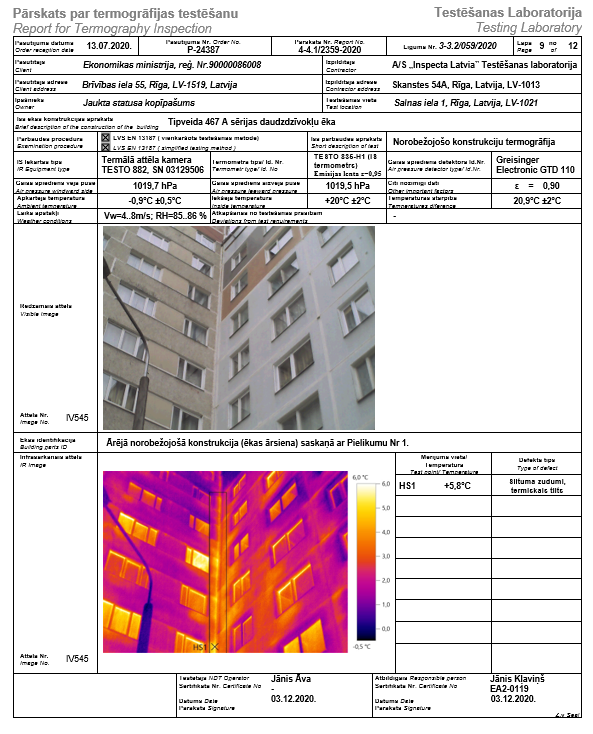 Pārskats par termogrāfijas testēšanu
Report for Termography Inspection
Testēšanas Laboratorija
Testing Laboratory
Pasūtījuma datums
Order reception date
13.07.2020.
Pasūtījuma Nr. Order No.
P-24387
Pārskata Nr. Report No.
4-4.1/2359-2020
Līguma Nr. 3-3.2/059/2020
Lapa 9 no 12
Page of
Pasūtītājs
Client
Ekonomikas ministrija, reģ. Nr.90000086008
Izpildītājs
Contractor
A/S „Inspecta Latvia” Testēšanas laboratorija
Pasūtītāja adrese
Client address
Brīvības iela 55, Rīga, LV-1519, Latvija
Izpildītāja adrese
Contractor address
Skanstes 54A, Rīga, Latvija, LV-1013
Īpašnieks
Owner
Jaukta statusa kopīpašums
Testēšanas vieta
Test location
Salnas iela 1, Rīga, Latvija, LV-1021
Īss ēkas konstrukcijas apraksts
Brief description of the construction of the building
Tipveida 467 A sērijas daudzdzīvokļu ēka
Pārbaudes procedūra
Examination procedure
LVS EN 13187 ( vienkāršota testēšanas metode)
LVS EN 13187 ( simplified testing method )
Īss pārbaudes apraksts
Short description of test
Norobežojošo konstrukciju termogrāfija
IS iekārtas tips
IR Equipment type
Termālā attēla kamera
TESTO 882, SN 03129506
Termometra tips/ Id. Nr.
Termometr type/ Id. No
TESTO 835-H1 (IS
termometrs)
Emisijas konts ε=0,95
Gaisa spiediena detektors Id.Nr.
Air pressure detector type/ Id.Nr.
Greisinger
Electronic GTD 110
Gaisa spiediens vēja pusē
Air pressure windward side
1019,7 hPa
Gaisa spiediens aizvēja pusē
Air pressure leeward pressure
1019,5 hPa
Citi nozīmīgi dati
Other important factors
ε = 0,90
Apkārtējā temperatūra
Ambient temperature
-0,9°C ±0,5°C
Iekšējā temperatūra
Inside temperature
+20°C ±2°C
Temperatūras starpība
Temperatures diference
20,9°C ±2°C
Laika apstākļi
Weather conditions
Vw=4..8m/s; RH=85..86 %
Atkāpšanās no testēšanas prasībām
Deviations from test requirements
-
Redzamais attēls
Visible image
Attēla Nr.
Image No.
IV545
Ēkas identifikācija
Building parts ID
Ārējā norobežojošā konstrukcija (ēkas ārsiena) saskaņā ar Pielikumu Nr 1.
Infrasarkanais attēls
IR image
6,0 °C
6,0
5,0
4,0
3,0
2,0
1,0
0,0
-0,5 °C
HS1
Mērījuma vieta/
Temperatūra
Test point/ Temperature
Defekta tips
Type of defect
HS1 +5,8°C
Siltuma zudumi,
termiskais tilts
Attēla Nr.
Image No.
IV545
Testētājs NDT Operator
Sertifikāta Nr. Certificate No
Datums Date
Paraksts Signature
Jānis Āva
-
03.12.2020.
Atbildīgais Responsible person
Sertifikāta Nr. Certificate No
Datums Date
Paraksts Signature
Jānis Kļaviņš
EA2-0119
03.12.2020.